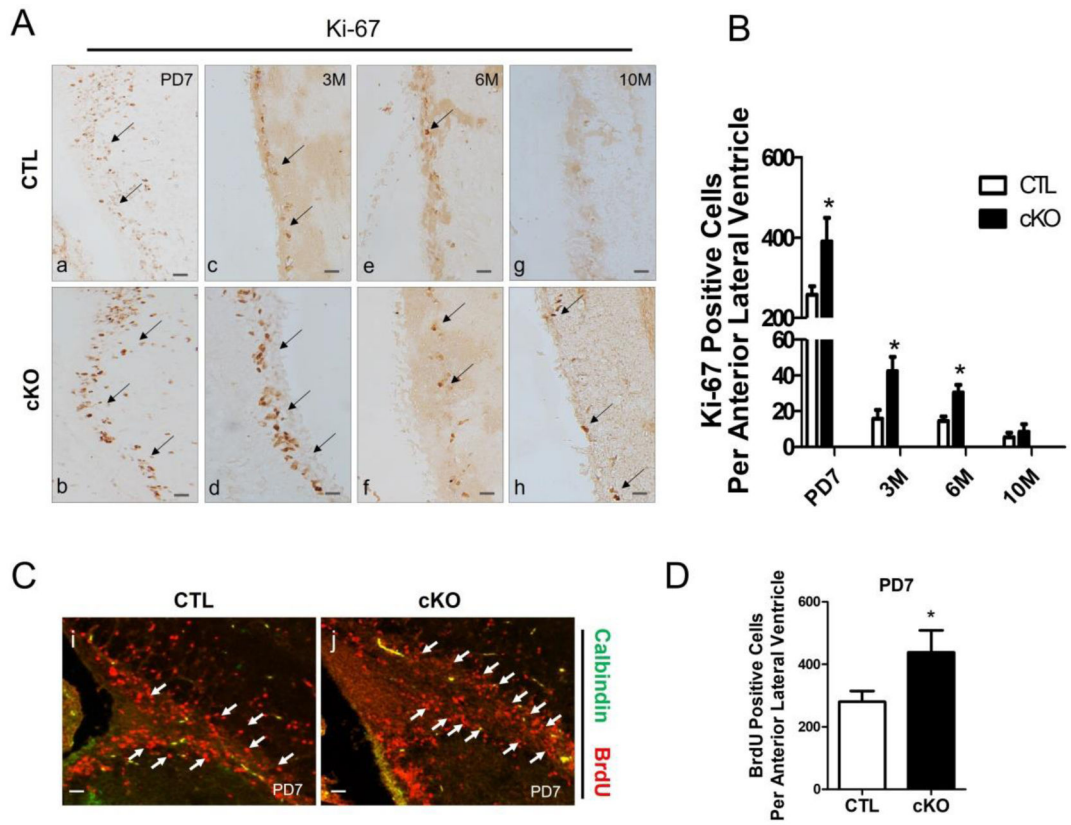 A
Ki-67
CTL
cKO
PD7
3M
6M
10M
a
c
e
g
b
d
f
h
B
Ki-67 Positive Cells
Per Anterior Lateral Ventricle
600
400
200
60
40
20
0
*
*
*
CTL
cKO
PD7
3M
6M
10M
C
CTL
cKO
i
j
PD7
PD7
Calbindin
BrdU
D
PD7
BrdU Positive Cells
Per Anterior Lateral Ventricle
600
400
200
0
*
CTL
cKO